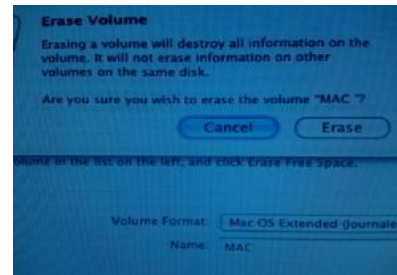 Erase Volume
Erasing a volume will destroy all information on the
volume. It will not erase information on other
volumes on the same disk.
Are you sure you wish to erase the volume "MAC "?
Cancel
Erase
olume in the list on the left, and click Erase Free Space.
Volume Format:
Mac OS Extended (Journale
Name:
MAC